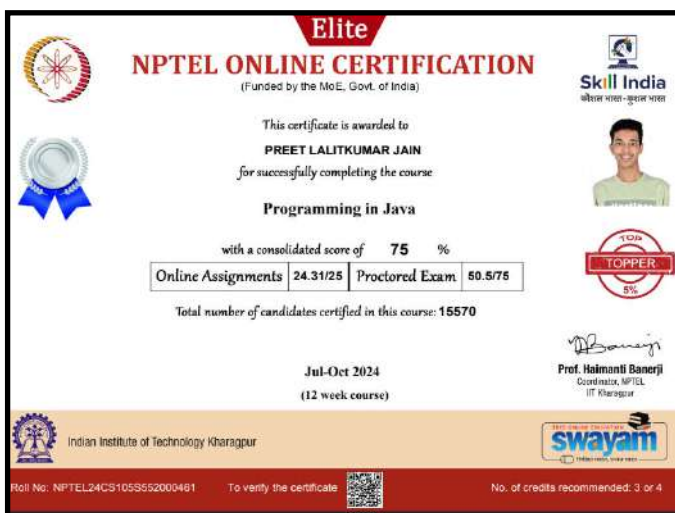 Elite
NPTEL ONLINE CERTIFICATION
(Funded by the MoE, Govt. of India)
Skill India
कौशल भारत-कुशल भारत
This certificate is awarded to
PREET LALITKUMAR JAIN
for successfully completing the course
Programming in Java
with a consolidated score of 75 %
Online Assignments 24.31/25 Proctored Exam 50.5/75
TOP
TOPPER
5%
Total number of candidates certified in this course: 15570
Jul-Oct 2024
(12 week course)
Prof. Haimanti Banerji
Coordinator, NPTEL
IIT Kharagpur
Indian Institute of Technology Kharagpur
FREE ONLINE EDUCATION
swayam
Roll No: NPTEL24CS105S552000461 To verify the certificate No. of credits recommended: 3 or 4